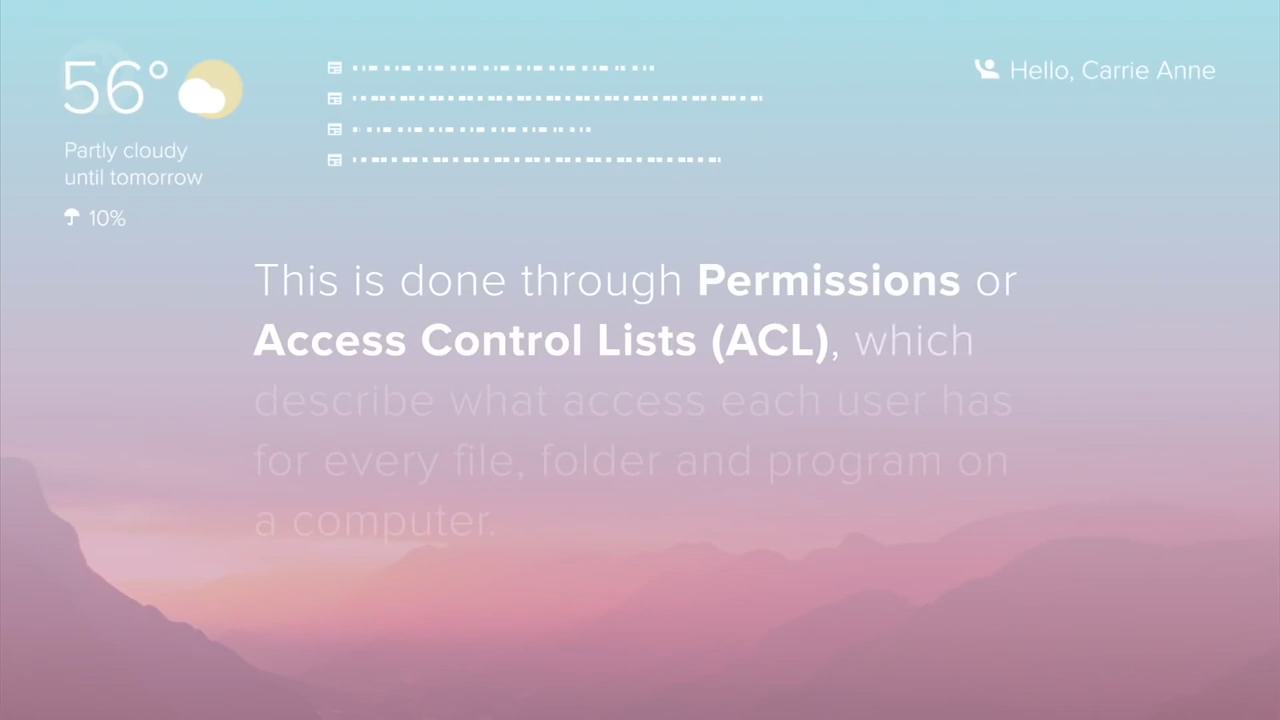 56°
Partly cloudy
until tomorrow
10%
Hello, Carrie Anne
This is done through Permissions or
Access Control Lists (ACL), which
describe what access each user has
for every file, folder and program on
a computer.